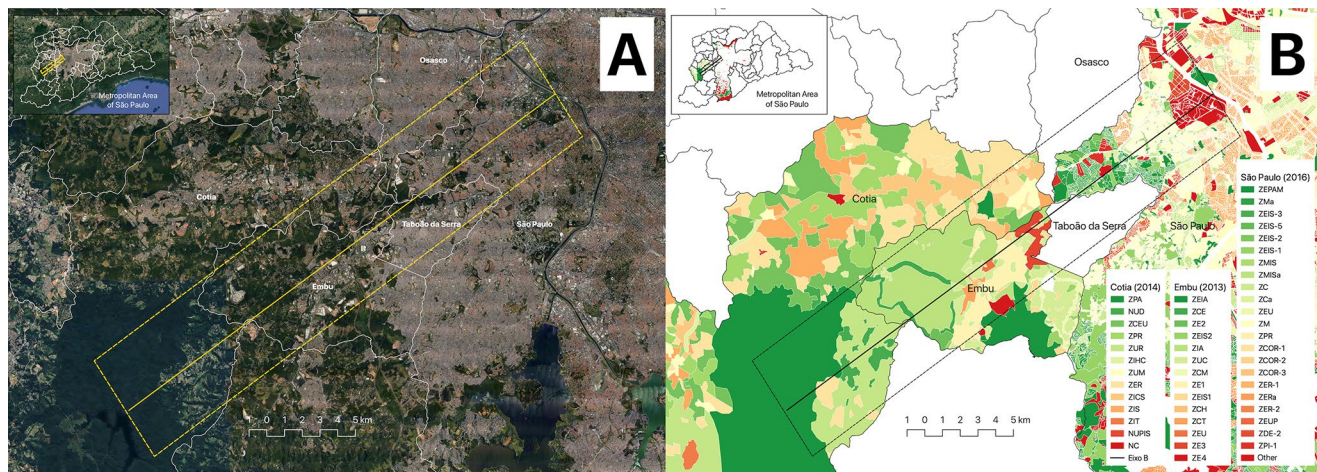 A
Metropolitan Area
of São Paulo
Osasco
Cotia
Taboão da Serra
São Paulo
B
Embu
1 0 1 2 3 4 5 km
B
Metropolitan Area
of São Paulo
Osasco
Cotia
Taboão da Serra
São Paulo
Embu
1 0 1 2 3 4 5 km
Cotia (2014)
ZPA
NUD
ZCEU
ZPR
ZUR
ZIHC
ZUM
ZER
ZICS
ZIS
ZIT
NUPIS
NC
Eixo B
Embu (2013)
ZEIA
ZCE
ZE2
ZEIS2
ZIA
ZUC
ZCM
ZE1
ZEIS1
ZCH
ZCT
ZEU
ZE3
ZE4
São Paulo (2016)
ZEPAM
ZMa
ZEIS-3
ZEIS-5
ZEIS-2
ZEIS-1
ZMIS
ZMISa
ZC
ZCa
ZEU
ZM
ZPR
ZCOR-1
ZCOR-2
ZCOR-3
ZER-1
ZERa
ZER-2
ZEUP
ZDE-2
ZPI-1
Other